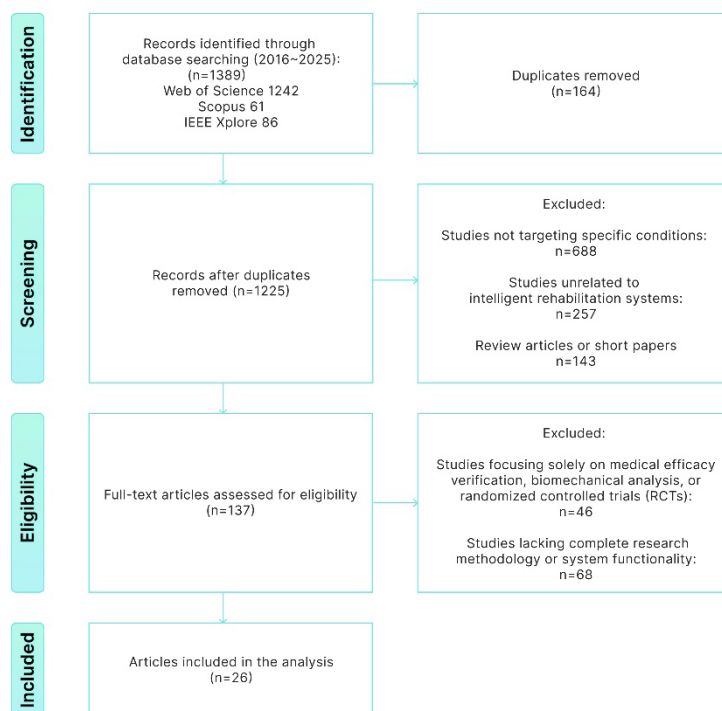 Identification
Records identified through
database searching (2016~2025):
(n=1389)
Web of Science 1242
Scopus 61
IEEE Xplore 86
Duplicates removed
(n=164)
Screening
Records after duplicates
removed (n=1225)
Excluded:
Studies not targeting specific conditions:
n=688
Studies unrelated to
intelligent rehabilitation systems:
n=257
Review articles or short papers
n=143
Eligibility
Full-text articles assessed for eligibility
(n=137)
Excluded:
Studies focusing solely on medical efficacy
verification, biomechanical analysis, or
randomized controlled trials (RCTs):
n=46
Studies lacking complete research
methodology or system functionality:
n=68
Included
Articles included in the analysis
(n=26)